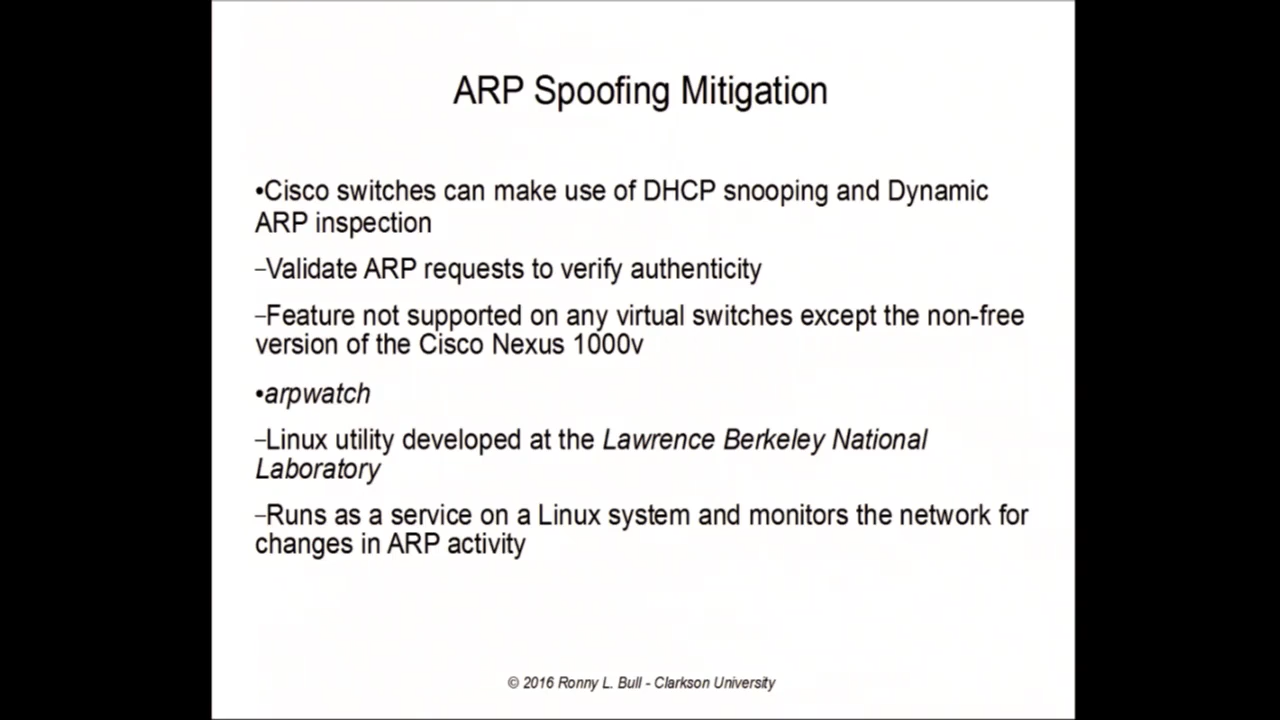 ARP Spoofing Mitigation
•Cisco switches can make use of DHCP snooping and Dynamic
ARP inspection
–Validate ARP requests to verify authenticity
–Feature not supported on any virtual switches except the non-free
version of the Cisco Nexus 1000v
•arpwatch
–Linux utility developed at the Lawrence Berkeley National
Laboratory
–Runs as a service on a Linux system and monitors the network for
changes in ARP activity
© 2016 Ronny L. Bull - Clarkson University